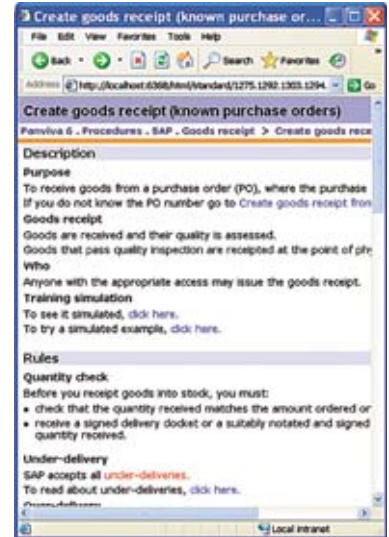 Create goods receipt (known purchase or...
File Edit View Favorites Tools Help
Back Search Favorites
Address http://localhost:6368/html/standard/1275.1292.1303.1294. Go
Create goods receipt (known purchase orders)
Panviva 6 . Procedures . SAP . Goods receipt > Create goods rece
Description
Purpose
To receive goods from a purchase order (PO), where the purchase
If you do not know the PO number go to Create goods receipt from
Goods receipt
Goods are received and their quality is assessed.
Goods that pass quality inspection are receipted at the point of phy
Who
Anyone with the appropriate access may issue the goods receipt.
Training simulation
To see it simulated, click here.
To try a simulated example, click here.
Rules
Quantity check
Before you receipt goods into stock, you must:
• check that the quantity received matches the amount ordered or
• receive a signed delivery docket or a suitably notated and signed
quantity received.
Under-delivery
SAP accepts all under-deliveries.
To read about under-deliveries, click here.
Local intranet